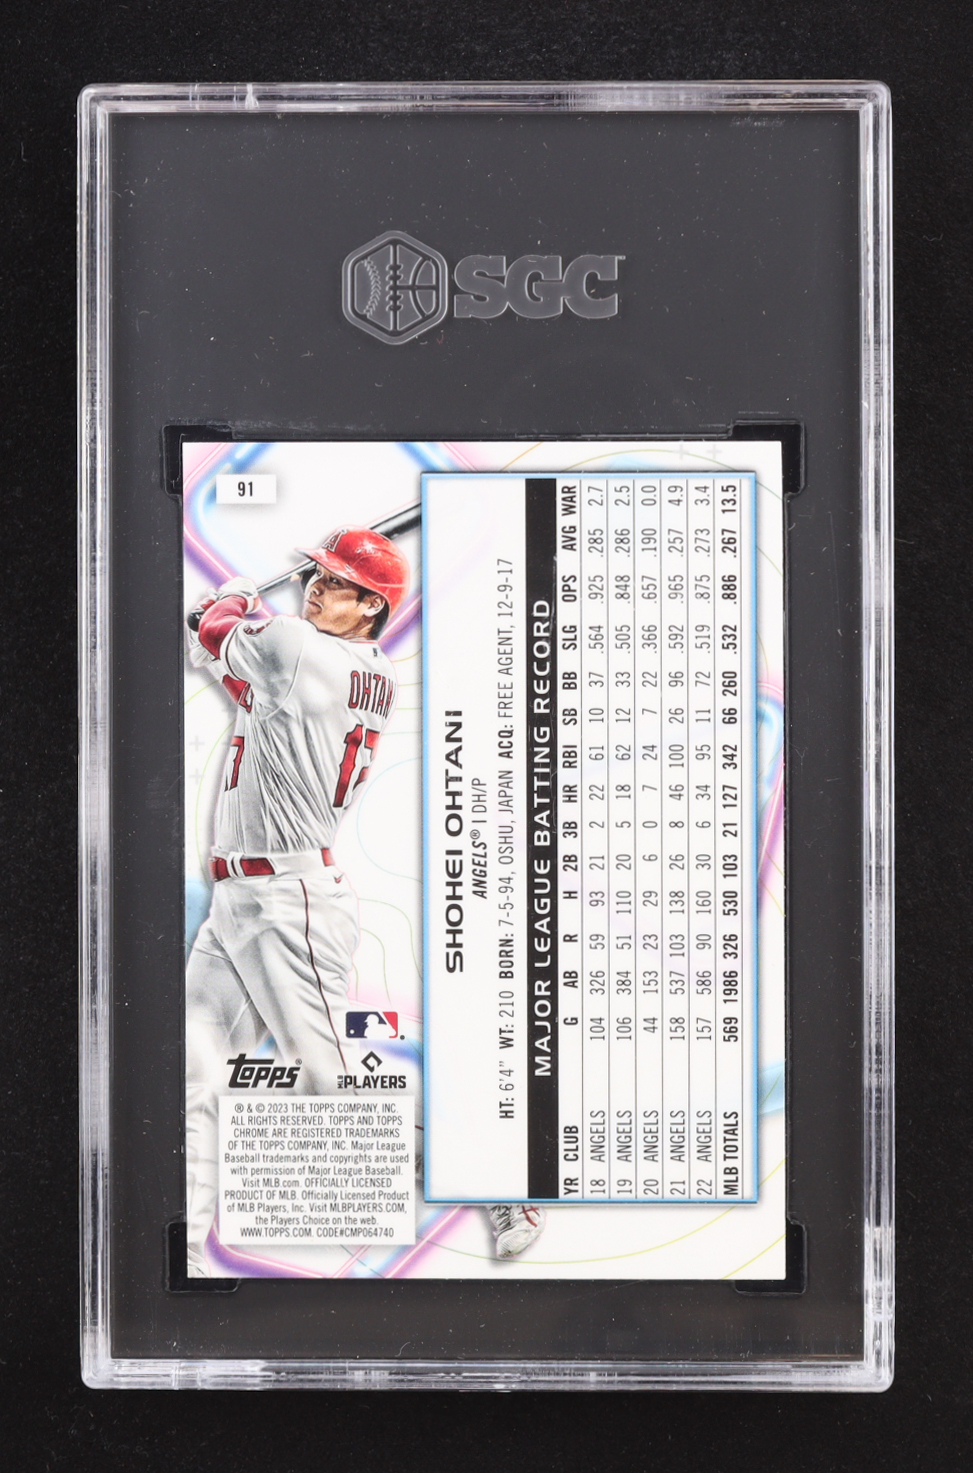 SGC
91
OHTANI
17
Topps®
MLB PLAYERS
® & © 2023 THE TOPPS COMPANY, INC.
ALL RIGHTS RESERVED. TOPPS AND TOPPS
CHROME ARE REGISTERED TRADEMARKS
OF THE TOPPS COMPANY, INC. Major League
Baseball trademarks and copyrights are used
with permission of Major League Baseball.
Visit MLB.com. OFFICIALLY LICENSED
PRODUCT OF MLB. Officially Licensed Product
of MLB Players, Inc. Visit MLBPLAYERS.COM,
the Players Choice on the web.
WWW.TOPPS.COM. CODE#CMP064740
SHOHEI OHTANI
ANGELS® | DH/P
HT: 6'4" WT: 210 BORN: 7-5-94, OSHU, JAPAN ACQ: FREE AGENT, 12-9-17
MAJOR LEAGUE BATTING RECORD
YR CLUB G AB R H 2B 3B HR RBI SB BB SLG OPS AVG WAR
18 ANGELS 104 326 59 93 21 2 22 61 10 37 .564 .925 .285 2.7
19 ANGELS 106 384 51 110 20 5 18 62 12 33 .505 .848 .286 2.5
20 ANGELS 44 153 23 29 6 0 7 24 7 22 .366 .657 .190 0.0
21 ANGELS 158 537 103 138 26 8 46 100 26 96 .592 .965 .257 4.9
22 ANGELS 157 586 90 160 30 6 34 95 11 72 .519 .875 .273 3.4
MLB TOTALS 569 1986 326 530 103 21 127 342 66 260 .532 .886 .267 13.5